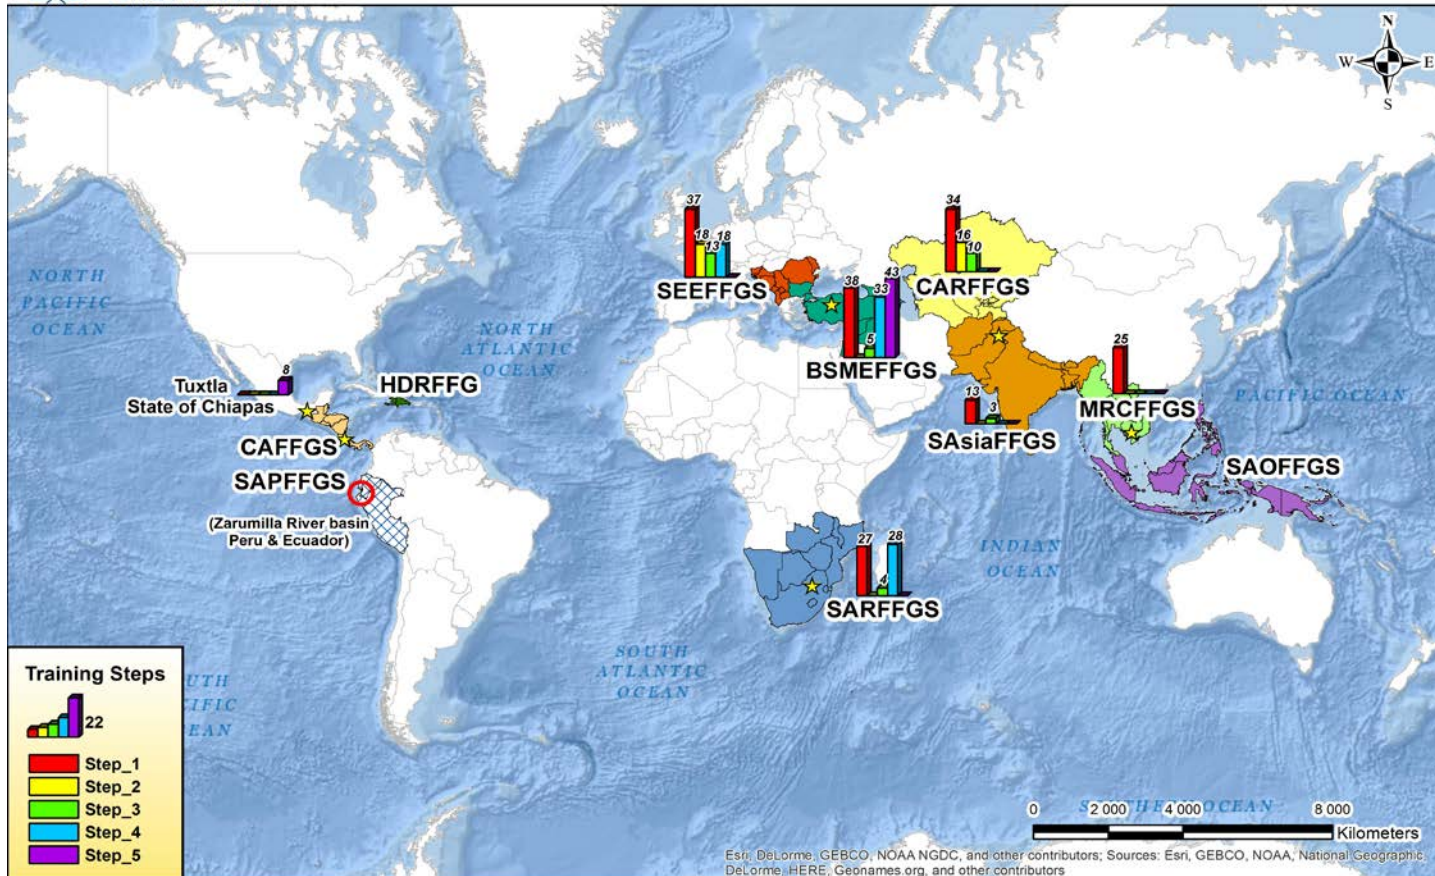 N
W E
S
NORTH
PACIFIC
OCEAN
NORTH
ATLANTIC
OCEAN
PACIFIC OCEAN
INDIAN
OCEAN
SOUTH
ATLANTIC
OCEAN
SOUTHERN OCEAN
37
18
13
18
SEEFFGS
34
16
10
CARFFGS
38
5
33
43
BSMEFFGS
25
MRCFFGS
13
3
SAsiaFFGS
SAOFFGS
8
Tuxtla
State of Chiapas
HDRFFG
CAFFGS
SAPFFGS
(Zarumilla River basin
Peru & Ecuador)
27
4
28
SARFFGS
Training Steps
22
Step_1
Step_2
Step_3
Step_4
Step_5
0 2 000 4 000 8 000
Kilometers
Esri, DeLorme, GEBCO, NOAA NGDC, and other contributors; Sources: Esri, GEBCO, NOAA, National Geographic,
DeLorme, HERE, Geonames.org, and other contributors